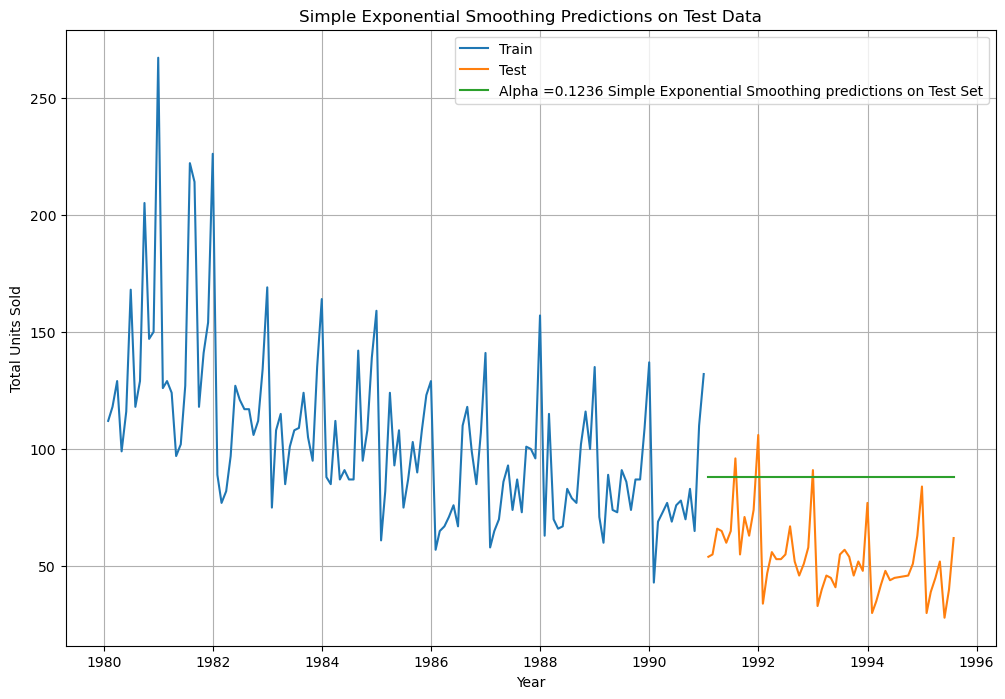 Simple Exponential Smoothing Predictions on Test Data
Train
Test
Alpha =0.1236 Simple Exponential Smoothing predictions on Test Set
250
200
150
100
50
Total Units Sold
1980 1982 1984 1986 1988 1990 1992 1994 1996
Year